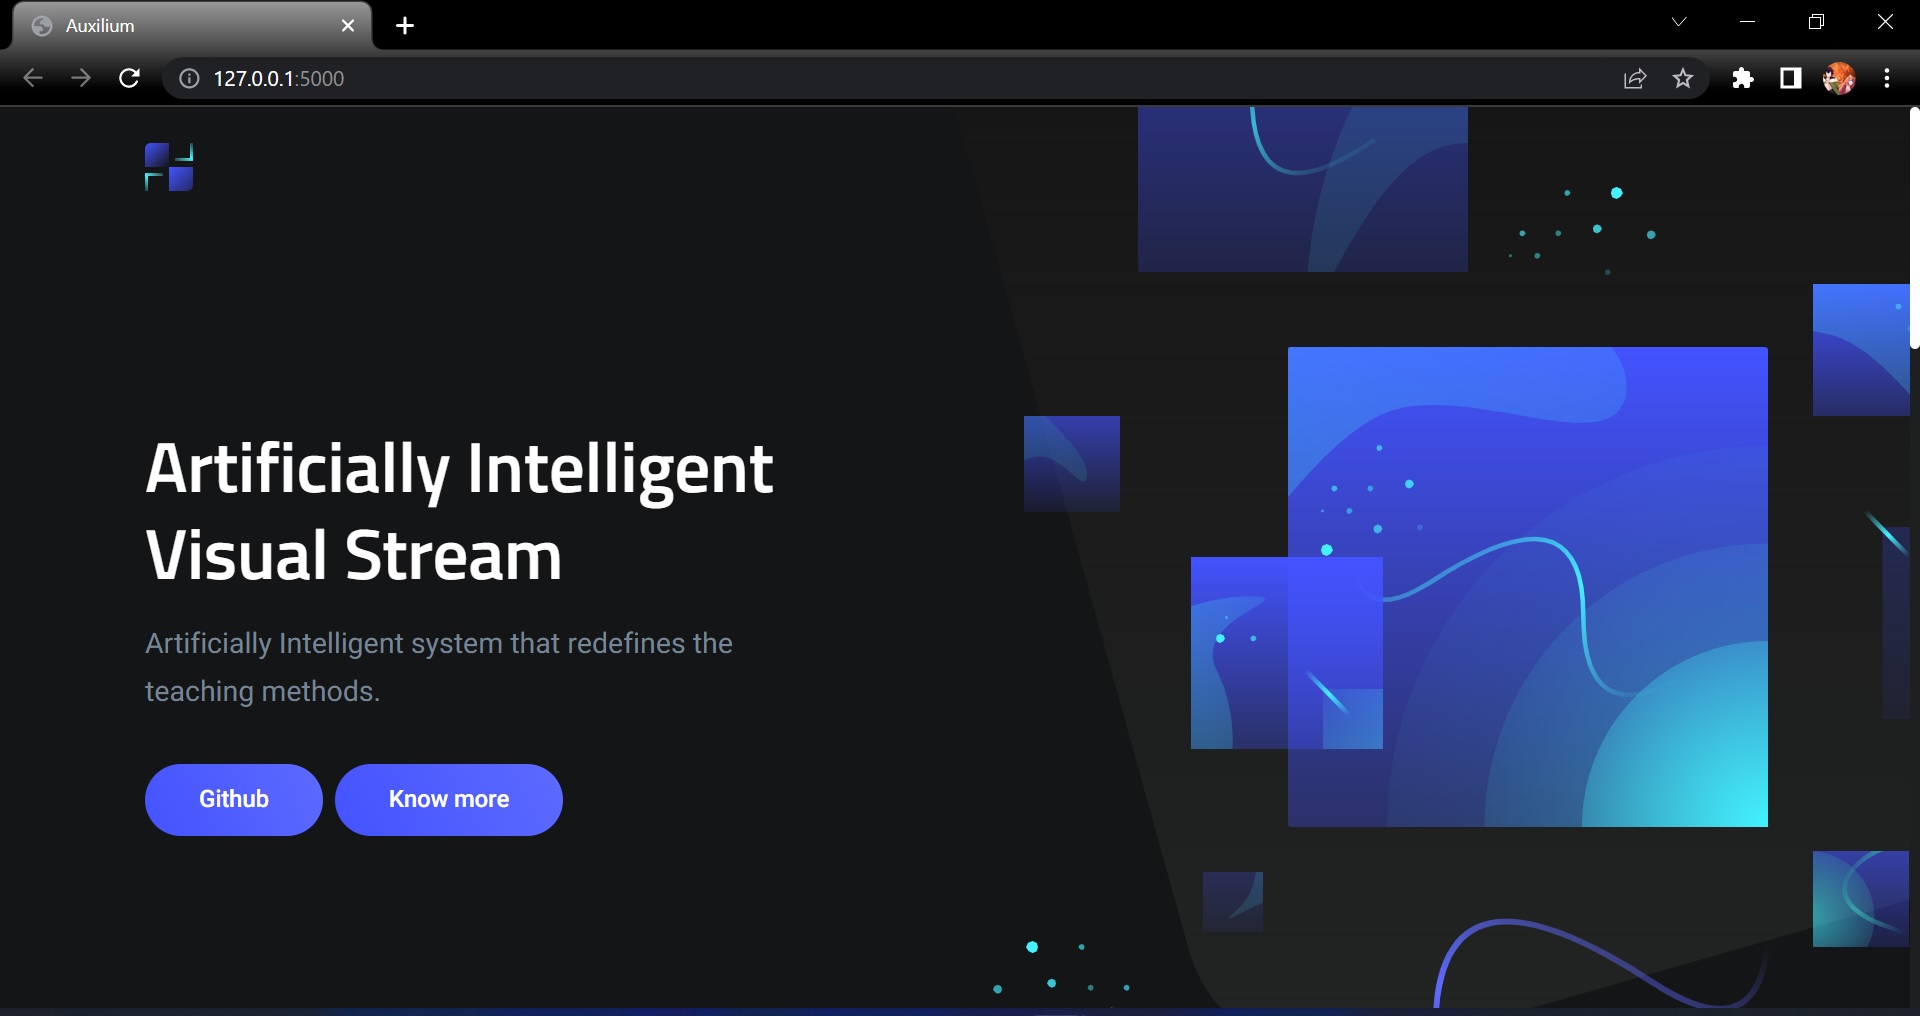 Auxilium
127.0.0.1:5000
Artificially Intelligent
Visual Stream
Artificially Intelligent system that redefines the
teaching methods.
Github
Know more